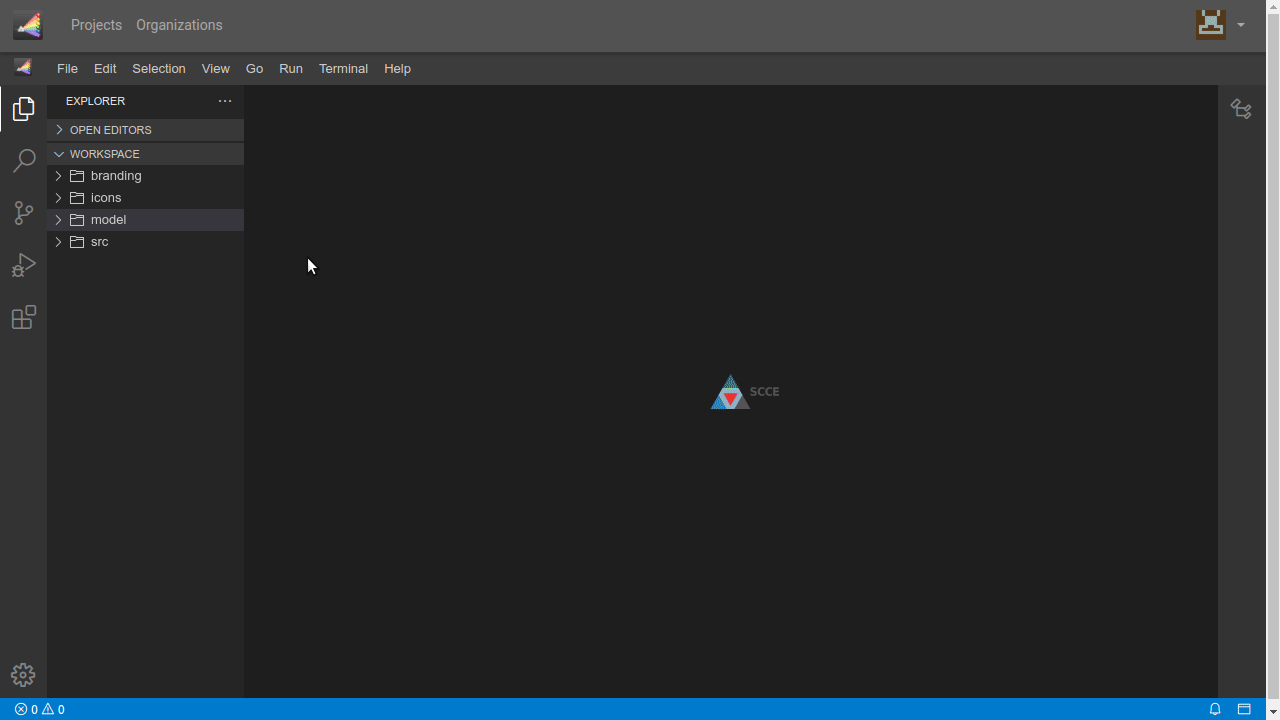 Projects Organizations
File Edit Selection View Go Run Terminal Help
EXPLORER
OPEN EDITORS
WORKSPACE
branding
icons
model
src
SCCE
0 0